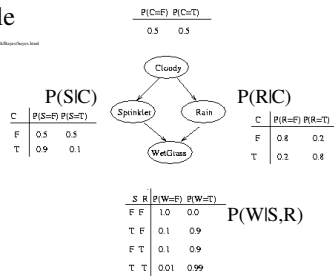 le
P(C=F) P(C=T)
0.5 0.5
Cloudy
P(S|C)
C P(S=F) P(S=T)
F 0.5 0.5
T 0.9 0.1
Sprinkler
Rain
P(R|C)
C P(R=F) P(R=T)
F 0.8 0.2
T 0.2 0.8
WetGrass
S R P(W=F) P(W=T)
F F 1.0 0.0
T F 0.1 0.9
F T 0.1 0.9
T T 0.01 0.99
P(W|S,R)